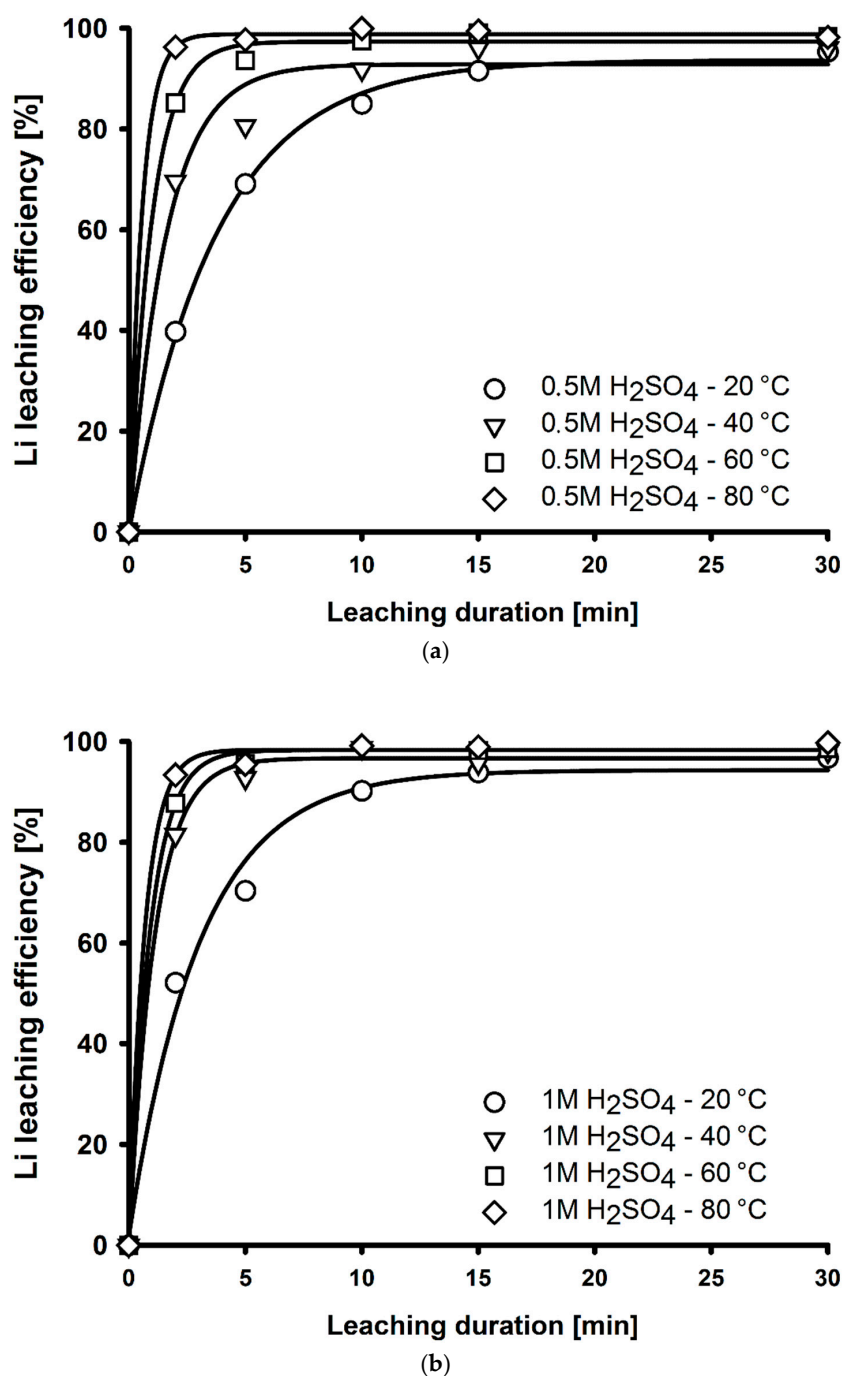 Li leaching efficiency [%]
100
80
60
40
20
0
0.5M H2SO4 - 20 °C
0.5M H2SO4 - 40 °C
0.5M H2SO4 - 60 °C
0.5M H2SO4 - 80 °C
0 5 10 15 20 25 30
Leaching duration [min]
(a)
Li leaching efficiency [%]
100
80
60
40
20
0
1M H2SO4 - 20 °C
1M H2SO4 - 40 °C
1M H2SO4 - 60 °C
1M H2SO4 - 80 °C
0 5 10 15 20 25 30
Leaching duration [min]
(b)